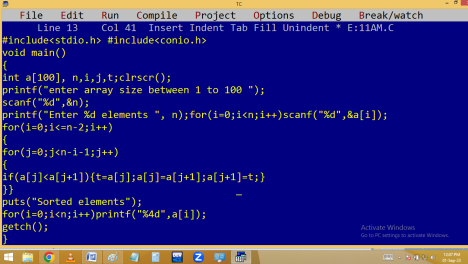 TC
File Edit Run Compile Project Options Debug Break/watch
Line 13 Col 41 Insert Indent Tab Fill Unindent * E:11AM.C
#include<stdio.h> #include<conio.h>
void main()
{
int a[100], n,i,j,t;clrscr();
printf("enter array size between 1 to 100 ");
scanf("%d",&n);
printf("Enter %d elements ", n);for(i=0;i<n;i++)scanf("%d",&a[i]);
for(i=0;i<=n-2;i++)
{
for(j=0;j<n-i-1;j++)
{
if(a[j]<a[j+1]){t=a[j];a[j]=a[j+1];a[j+1]=t;}
}}
puts("Sorted elements");
for(i=0;i<n;i++)printf("%4d",a[i]);
getch();
}
Activate Windows
Go to PC settings to activate Windows.